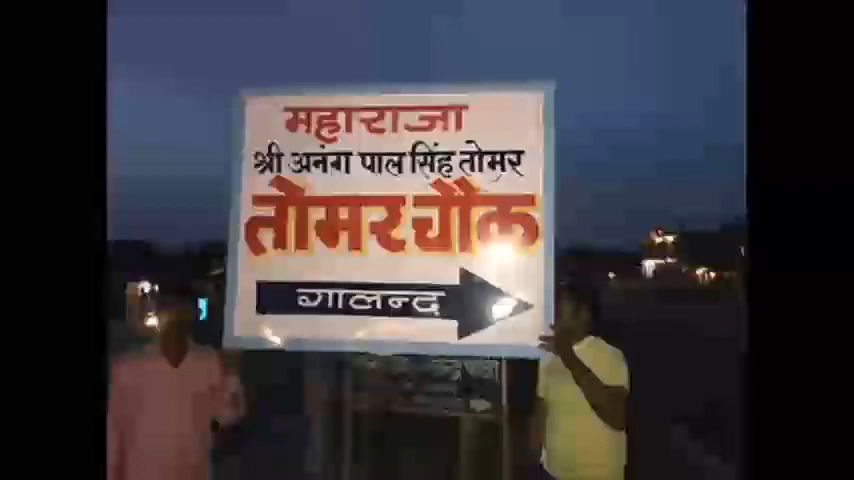 महाराजा
श्री अनंग पाल सिंह तोमर
तोमर चौक
गालन्द